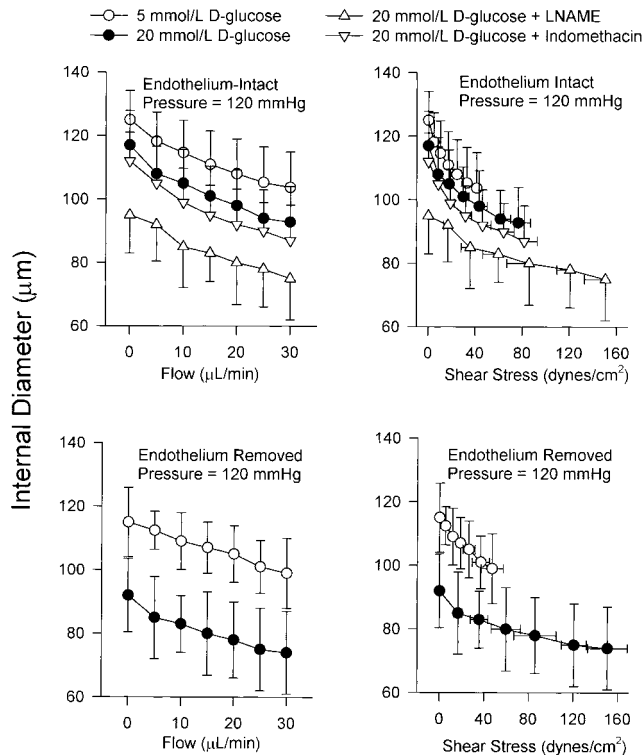 5 mmol/L D-glucose
20 mmol/L D-glucose
20 mmol/L D-glucose + LNAME
20 mmol/L D-glucose + Indomethacin
Internal Diameter (μm)
Endothelium-Intact
Pressure = 120 mmHg
140
120
100
80
60
0 10 20 30
Flow (μL/min)
Endothelium Intact
Pressure = 120 mmHg
140
120
100
80
60
0 40 80 120 160
Shear Stress (dynes/cm²)
Endothelium Removed
Pressure = 120 mmHg
140
120
100
80
60
0 10 20 30
Flow (μL/min)
Endothelium Removed
Pressure = 120 mmHg
140
120
100
80
60
0 40 80 120 160
Shear Stress (dynes/cm²)